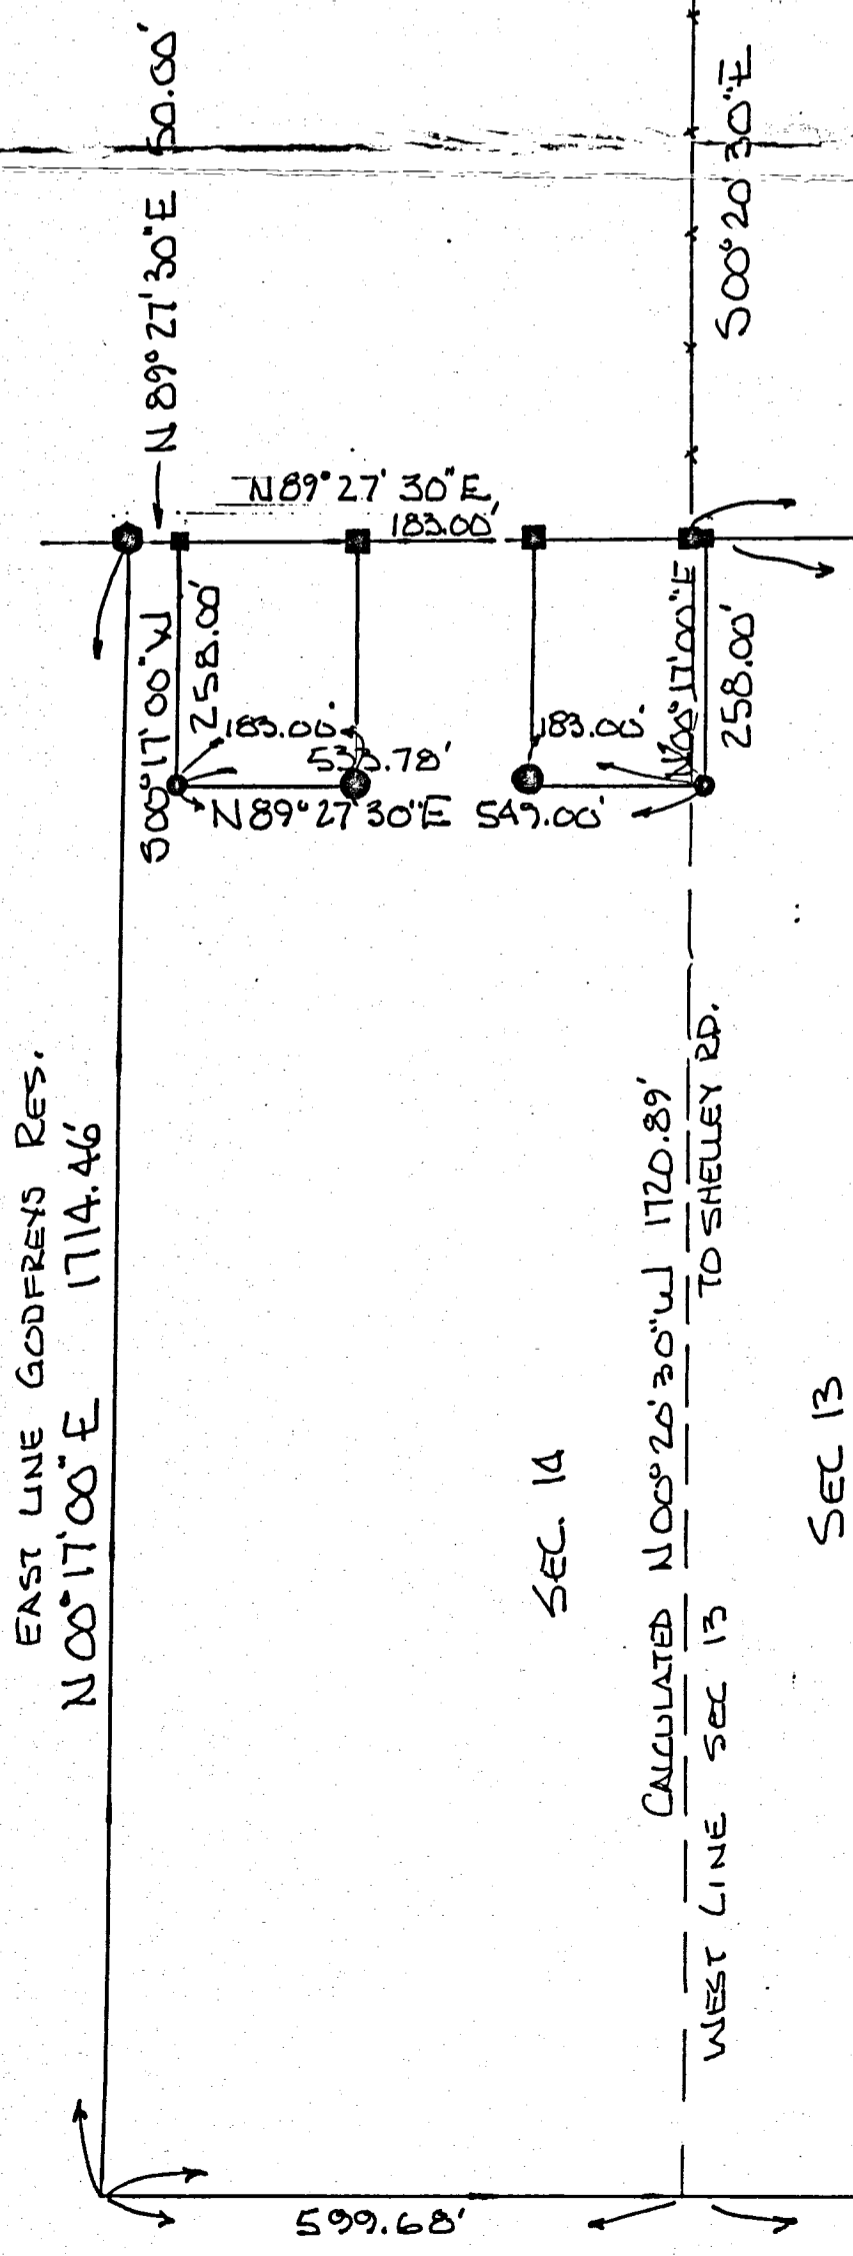 N 89° 27' 30" E 50.00'
S00° 20' 30" E
N89° 27' 30" E
183.00'
S00° 17' 00" W
258.00'
N00° 17' 00" E
258.00'
183.00'
183.00'
533.78'
N89° 27' 30" E 549.00'
EAST LINE GODFREYS RES.
N00° 17' 00" E 1714.46'
SEC. 14
CALCULATED N00° 20' 30" W 1720.89'
TO SHELLEY RD.
WEST LINE SEC 13
SEC 13
599.68'